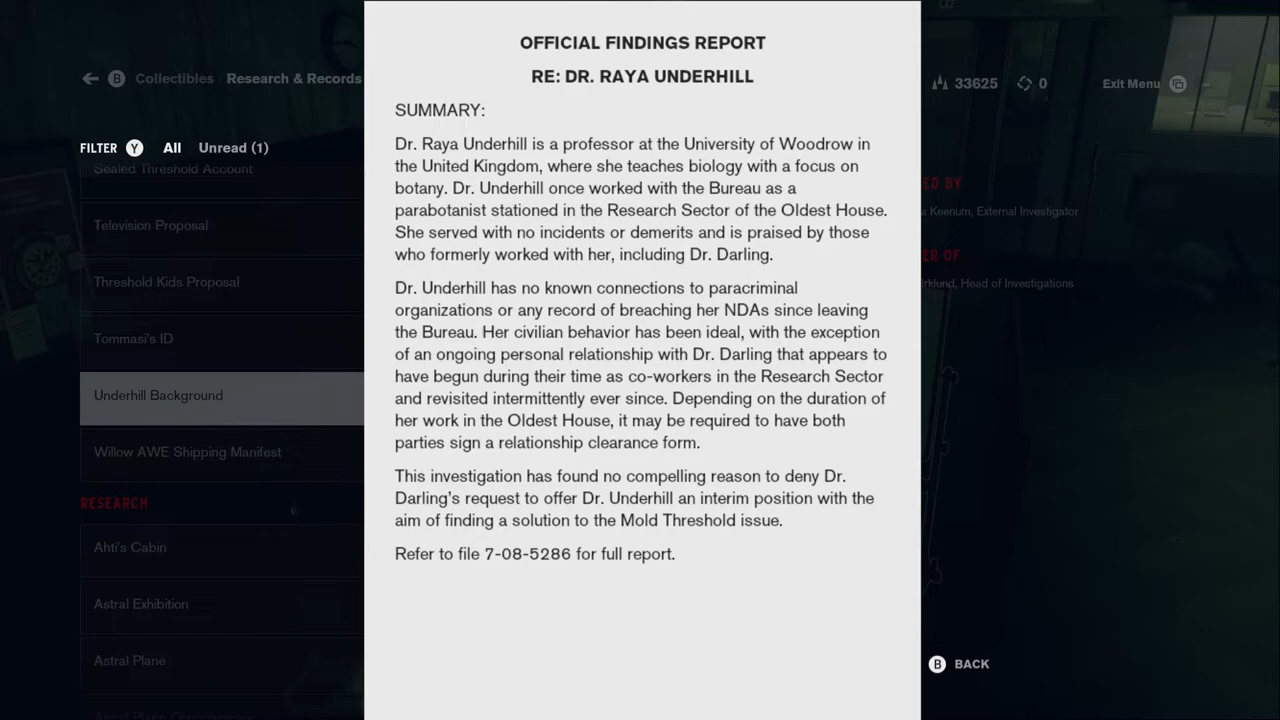 OFFICIAL FINDINGS REPORT
RE: DR. RAYA UNDERHILL
SUMMARY:
Dr. Raya Underhill is a professor at the University of Woodrow in
the United Kingdom, where she teaches biology with a focus on
botany. Dr. Underhill once worked with the Bureau as a
parabotanist stationed in the Research Sector of the Oldest House.
She served with no incidents or demerits and is praised by those
who formerly worked with her, including Dr. Darling.
Dr. Underhill has no known connections to paracriminal
organizations or any record of breaching her NDAs since leaving
the Bureau. Her civilian behavior has been ideal, with the exception
of an ongoing personal relationship with Dr. Darling that appears to
have begun during their time as co-workers in the Research Sector
and revisited intermittently ever since. Depending on the duration of
her work in the Oldest House, it may be required to have both
parties sign a relationship clearance form.
This investigation has found no compelling reason to deny Dr.
Darling's request to offer Dr. Underhill an interim position with the
aim of finding a solution to the Mold Threshold issue.
Refer to file 7-08-5286 for full report.
B Collectibles Research & Records
FILTER Y All Unread (1)
Sealed Threshold Account
Television Proposal
Threshold Kids Proposal
Tommasi's ID
Underhill Background
Willow AWE Shipping Manifest
RESEARCH
Ahti's Cabin
Astral Exhibition
Astral Plane
33625 0 Exit Menu
ED BY
a Keenum, External Investigator
ER OF
rklund, Head of Investigations
B BACK